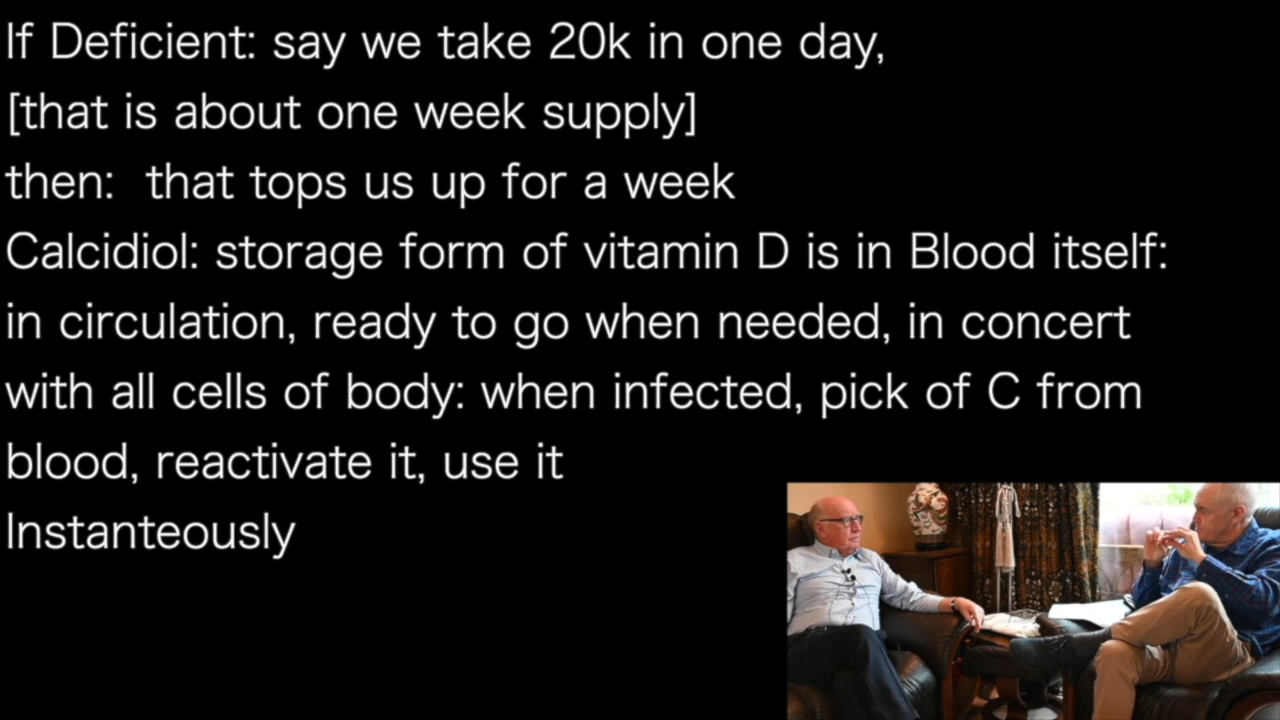 If Deficient: say we take 20k in one day,
[that is about one week supply]
then:  that tops us up for a week
Calcidiol: storage form of vitamin D is in Blood itself:
in circulation, ready to go when needed, in concert
with all cells of body: when infected, pick of C from
blood, reactivate it, use it
Instanteously